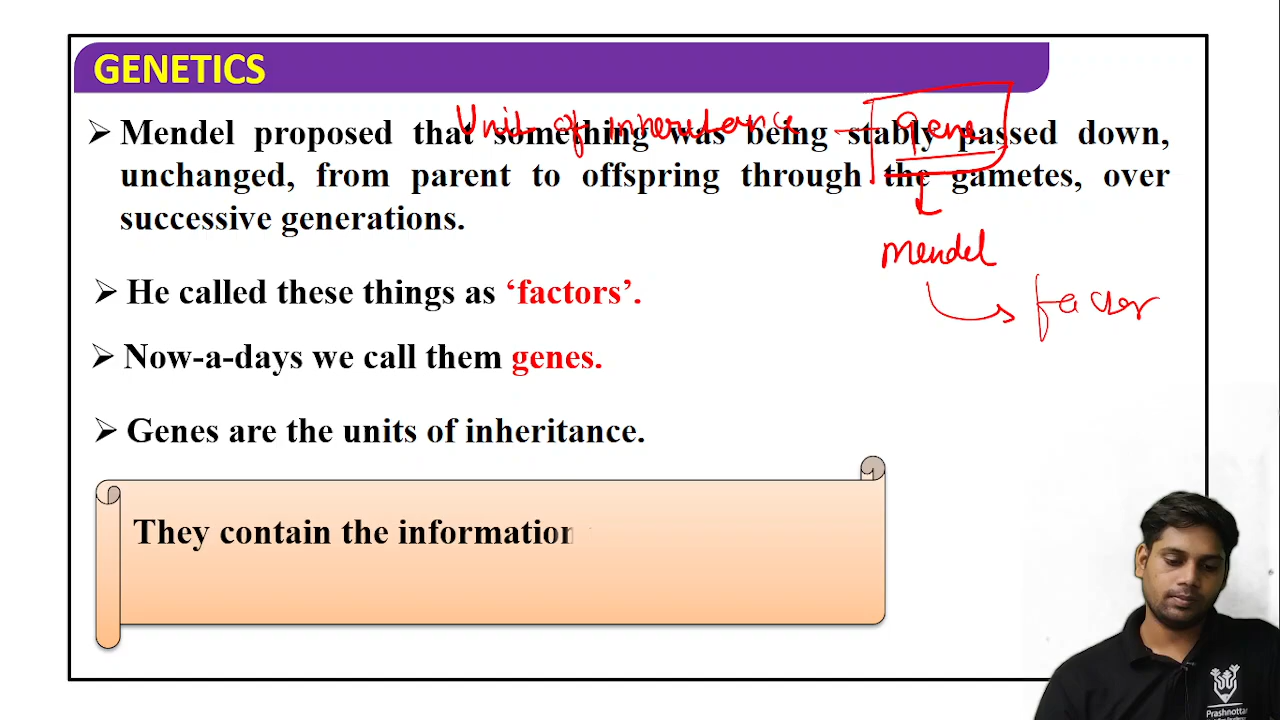 GENETICS
Unit of inheritance - gene
Mendel proposed that something was being stably passed down,
unchanged, from parent to offspring through the gametes, over
successive generations.
Mendel
He called these things as ‘factors’.
factor
Now-a-days we call them genes.
Genes are the units of inheritance.
They contain the information
Prashnottar